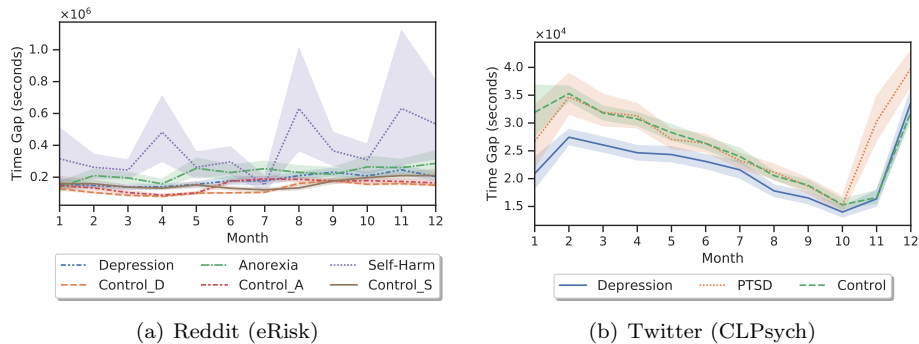 ×10⁶
Time Gap (seconds)
1.0
0.8
0.6
0.4
0.2
1 2 3 4 5 6 7 8 9 10 11 12
Month
Depression Anorexia Self-Harm
Control_D Control_A Control_S
(a) Reddit (eRisk)
×10⁴
Time Gap (seconds)
4.0
3.5
3.0
2.5
2.0
1.5
1 2 3 4 5 6 7 8 9 10 11 12
Month
Depression PTSD Control
(b) Twitter (CLPsych)